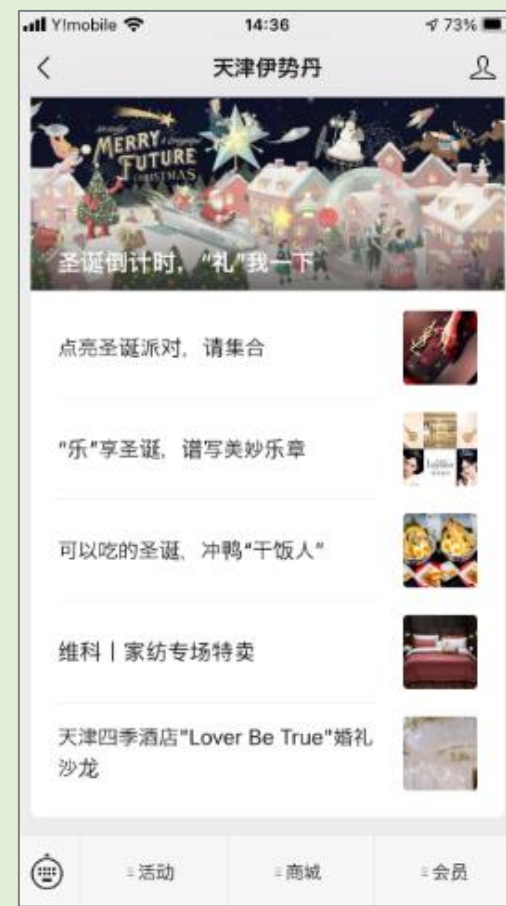 Y!mobile 14:36 73%
天津伊势丹
MERRY
FUTURE
CHRISTMAS
圣诞倒计时，“礼”我一下
点亮圣诞派对，请集合
“乐”享圣诞，谱写美妙乐章
可以吃的圣诞，冲鸭“干饭人”
维科丨家纺专场特卖
天津四季酒店"Lover Be True"婚礼
沙龙
活动 商城 会员